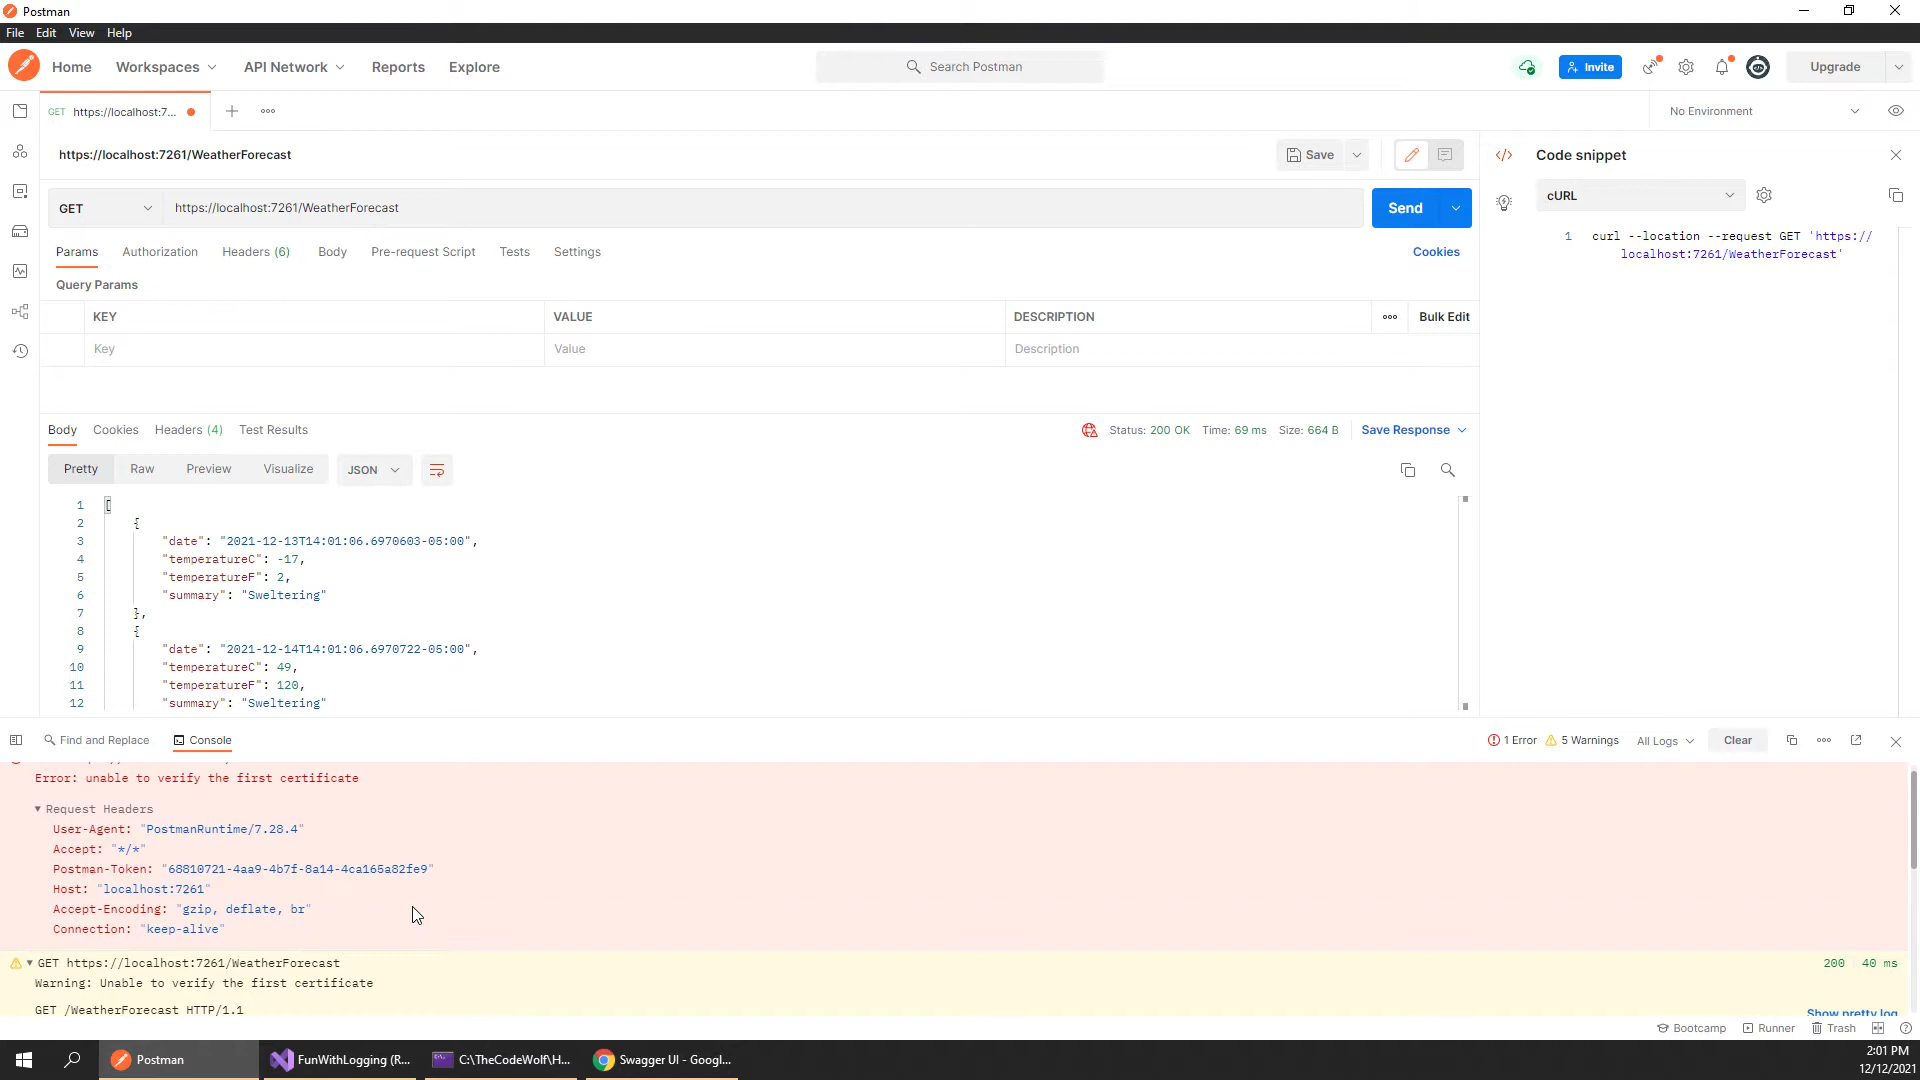 Postman
File Edit View Help
Home Workspaces API Network Reports Explore
Search Postman
Invite
Upgrade
GET https://localhost:7...
No Environment
https://localhost:7261/WeatherForecast
Save
Code snippet
GET https://localhost:7261/WeatherForecast
Send
cURL
1 curl --location --request GET 'https://
localhost:7261/WeatherForecast'
Params Authorization Headers (6) Body Pre-request Script Tests Settings
Cookies
Query Params
KEY VALUE DESCRIPTION
Bulk Edit
Key Value Description
Body Cookies Headers (4) Test Results
Status: 200 OK Time: 69 ms Size: 664 B
Save Response
Pretty Raw Preview Visualize JSON
1 [
2 {
3 "date": "2021-12-13T14:01:06.6970603-05:00",
4 "temperatureC": -17,
5 "temperatureF": 2,
6 "summary": "Sweltering"
7 },
8 {
9 "date": "2021-12-14T14:01:06.6970722-05:00",
10 "temperatureC": 49,
11 "temperatureF": 120,
12 "summary": "Sweltering"
Find and Replace Console
1 Error 5 Warnings All Logs Clear
Error: unable to verify the first certificate
Request Headers
User-Agent: "PostmanRuntime/7.28.4"
Accept: "*/*"
Postman-Token: "68810721-4aa9-4b7f-8a14-4ca165a82fe9"
Host: "localhost:7261"
Accept-Encoding: "gzip, deflate, br"
Connection: "keep-alive"
GET https://localhost:7261/WeatherForecast
200 40 ms
Warning: Unable to verify the first certificate
GET /WeatherForecast HTTP/1.1
Show pretty log
Bootcamp Runner Trash
Postman
FunWithLogging (R...
C:\TheCodeWolf\H...
Swagger UI - Googl...
2:01 PM
12/12/2021